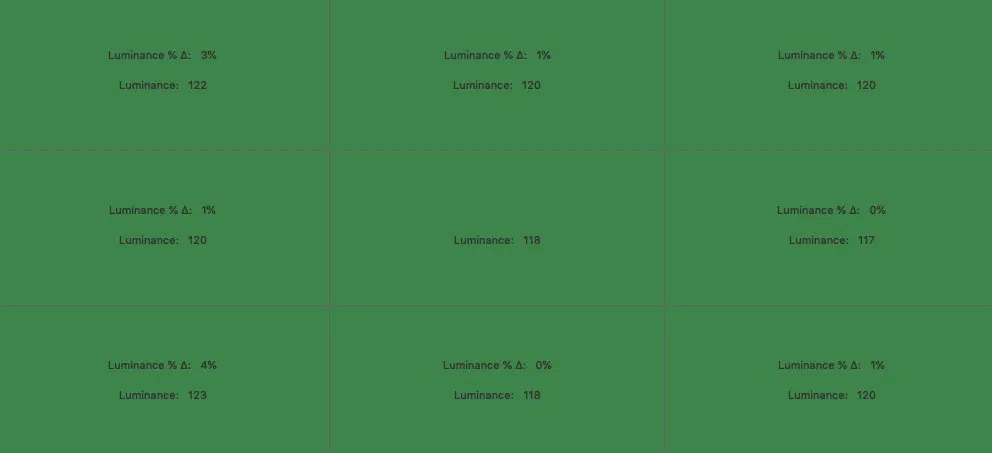 Luminance % Δ: 3%
Luminance: 122
Luminance % Δ: 1%
Luminance: 120
Luminance % Δ: 1%
Luminance: 120
Luminance % Δ: 1%
Luminance: 120
Luminance: 118
Luminance % Δ: 0%
Luminance: 117
Luminance % Δ: 4%
Luminance: 123
Luminance % Δ: 0%
Luminance: 118
Luminance % Δ: 1%
Luminance: 120